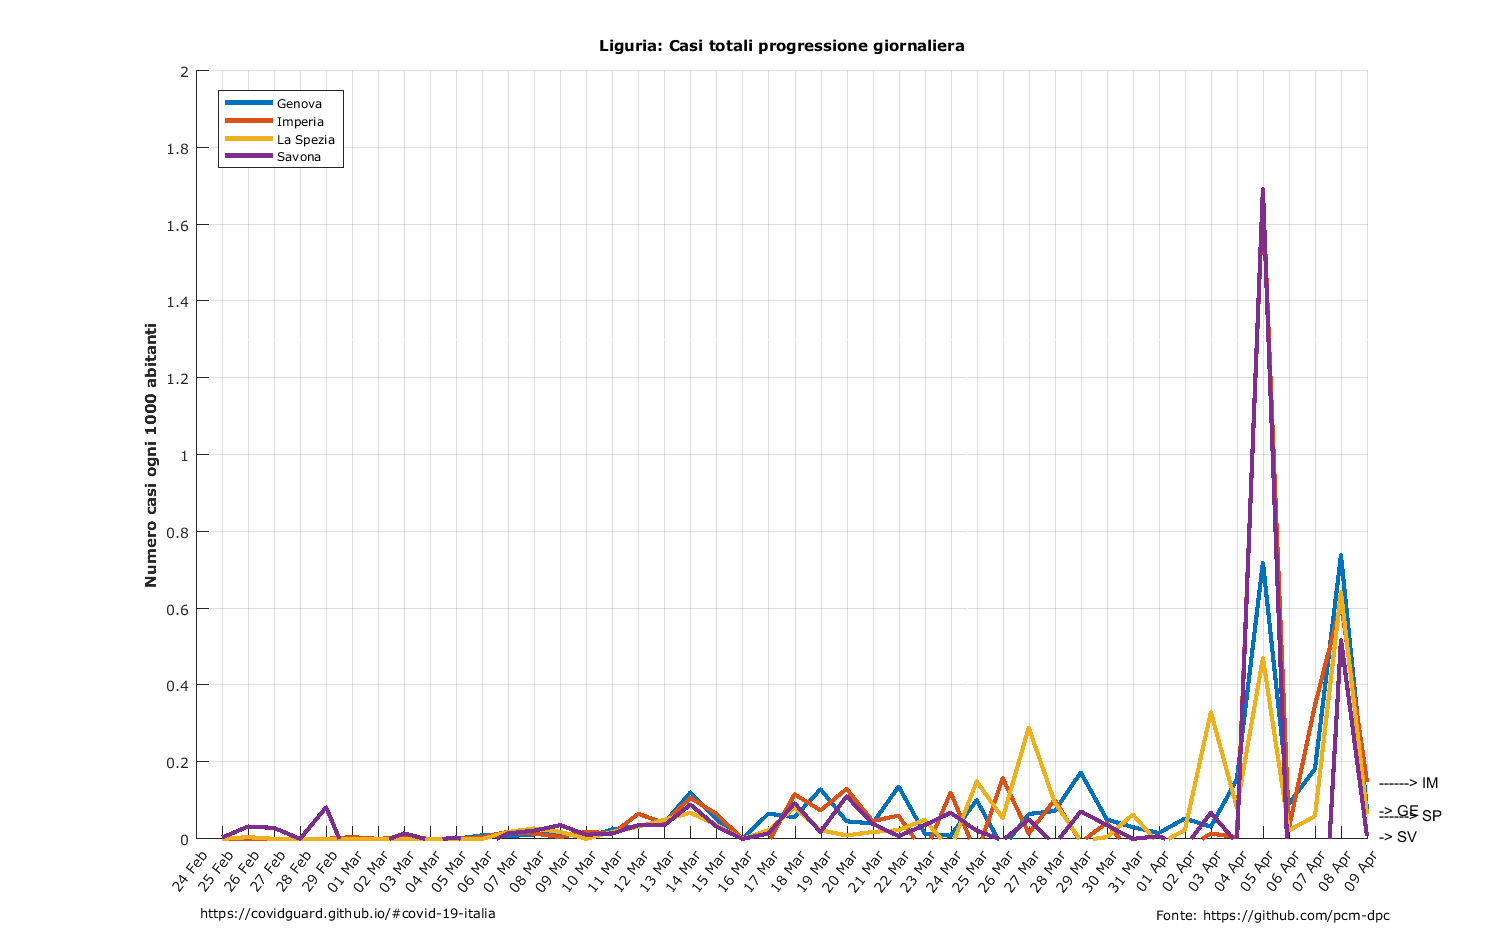 Liguria: Casi totali progressione giornaliera
Numero casi ogni 1000 abitanti
2
1.8
1.6
1.4
1.2
1
0.8
0.6
0.4
0.2
0
Genova
Imperia
La Spezia
Savona
------> IM
-> GE
------> SP
-> SV
24 Feb
25 Feb
26 Feb
27 Feb
28 Feb
29 Feb
01 Mar
02 Mar
03 Mar
04 Mar
05 Mar
06 Mar
07 Mar
08 Mar
09 Mar
10 Mar
11 Mar
12 Mar
13 Mar
14 Mar
15 Mar
16 Mar
17 Mar
18 Mar
19 Mar
20 Mar
21 Mar
22 Mar
23 Mar
24 Mar
25 Mar
26 Mar
27 Mar
28 Mar
29 Mar
30 Mar
31 Mar
01 Apr
02 Apr
03 Apr
04 Apr
05 Apr
06 Apr
07 Apr
08 Apr
09 Apr
https://covidguard.github.io/#covid-19-italia
Fonte: https://github.com/pcm-dpc